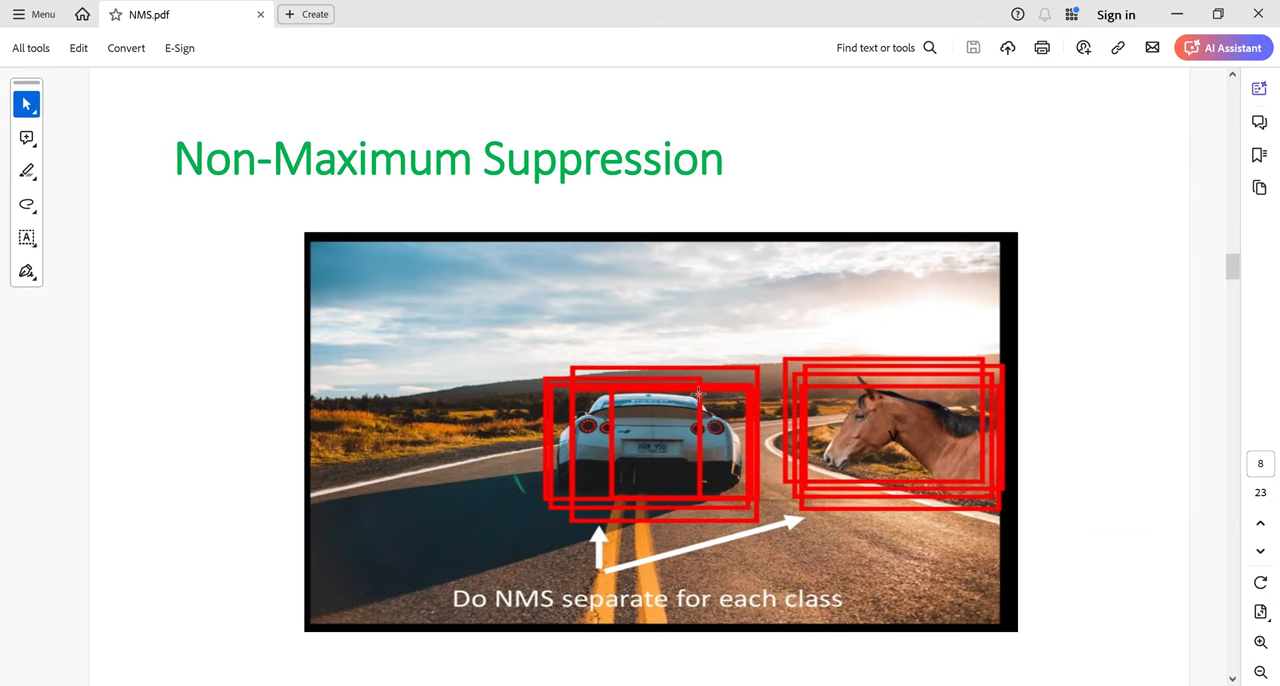 Menu
NMS.pdf
Create
Sign in
All tools
Edit
Convert
E-Sign
Find text or tools
AI Assistant
Non-Maximum Suppression
Do NMS separate for each class
8
23